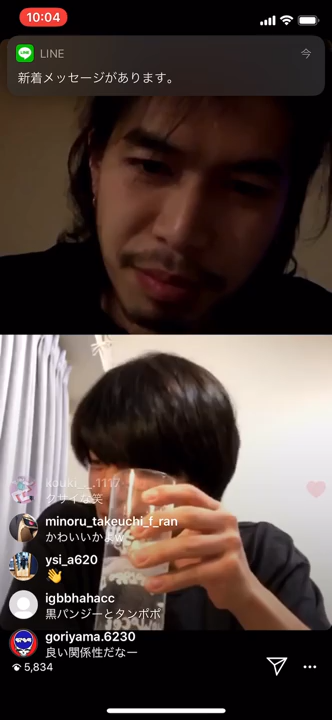 10:04
LINE
今
新着メッセージがあります。
kouki__.1117
クサイな笑
minoru_takeuchi_f_ran
かわいいかよw
ysi_a620
👋
igbbhahacc
黒パンジーとタンポポ
goriyama.6230
良い関係性だなー
5,834